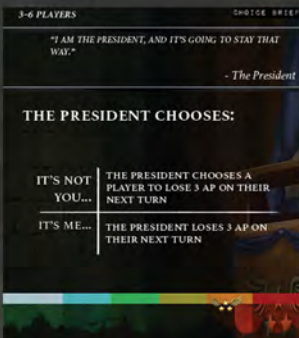 3-6 PLAYERS
CHOICE BRIEF
"I AM THE PRESIDENT, AND IT'S GOING TO STAY THAT
WAY."
- The President
THE PRESIDENT CHOOSES:
IT'S NOT
YOU...
THE PRESIDENT CHOOSES A
PLAYER TO LOSE 3 AP ON THEIR
NEXT TURN
IT'S ME...
THE PRESIDENT LOSES 3 AP ON
THEIR NEXT TURN